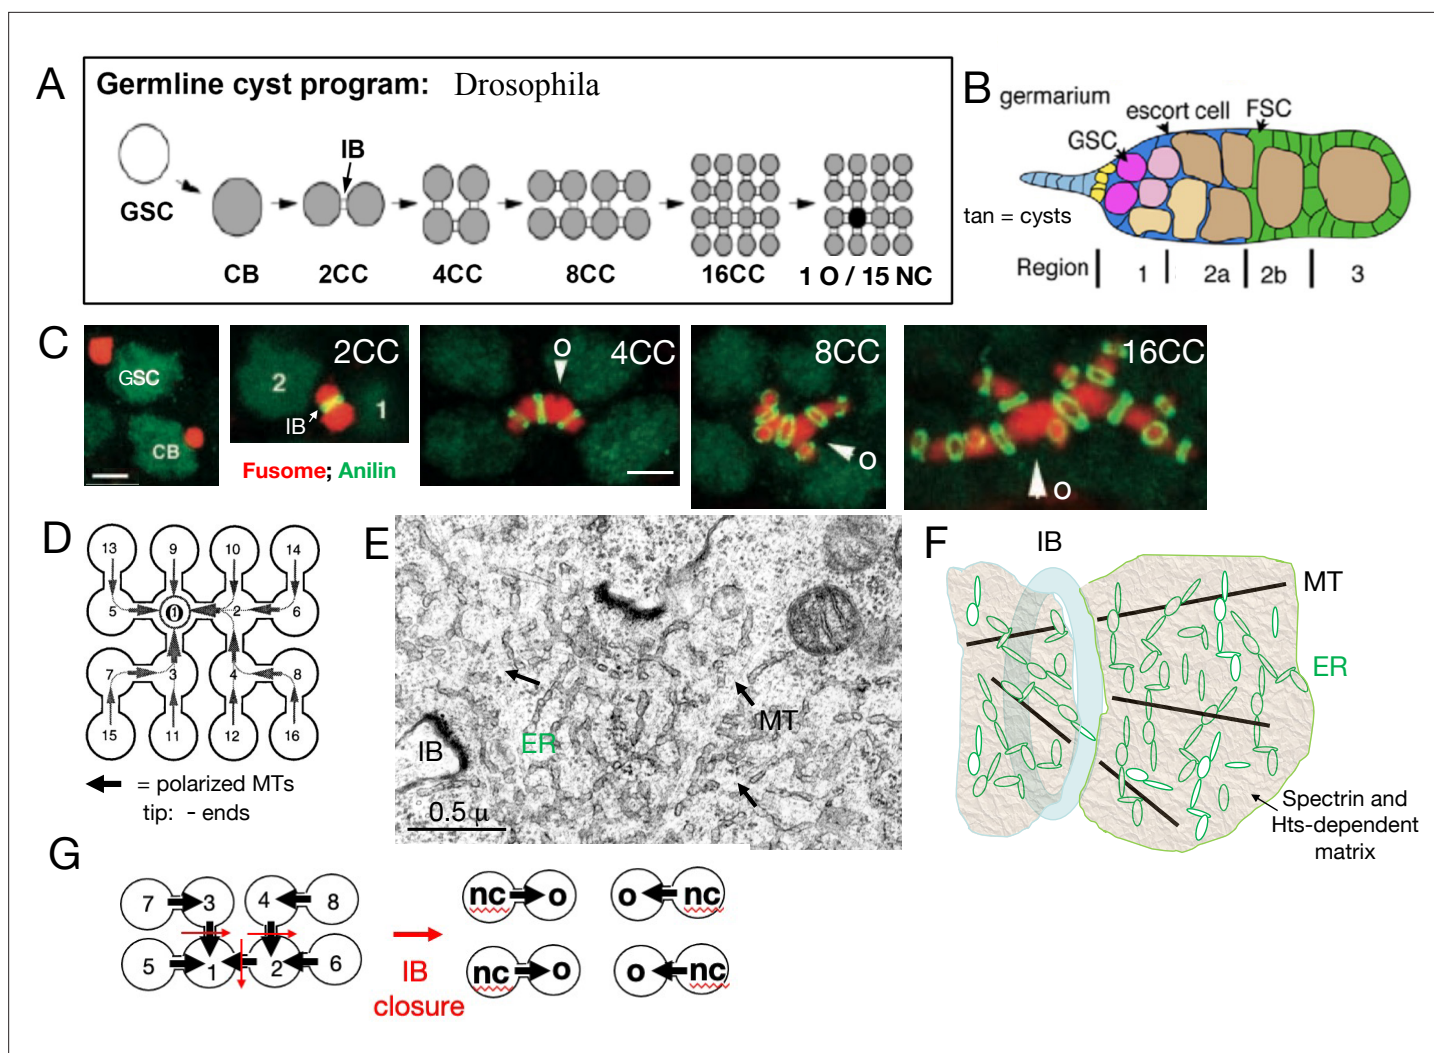 A
Germline cyst program: Drosophila
IB
GSC
CB
2CC
4CC
8CC
16CC
1 O / 15 NC
B
germarium
escort cell
FSC
GSC
tan = cysts
Region
1
2a
2b
3
C
GSC
CB
2CC
2
1
IB
Fusome; Anilin
o
4CC
8CC
o
16CC
o
D
13
9
10
14
5
O
1
2
6
7
3
4
8
15
11
12
16
= polarized MTs
tip: - ends
E
IB
ER
MT
0.5 μ
F
IB
MT
ER
Spectrin and
Hts-dependent
matrix
G
7
3
4
8
5
1
2
6
IB
closure
nc
o
o
nc
nc
o
o
nc